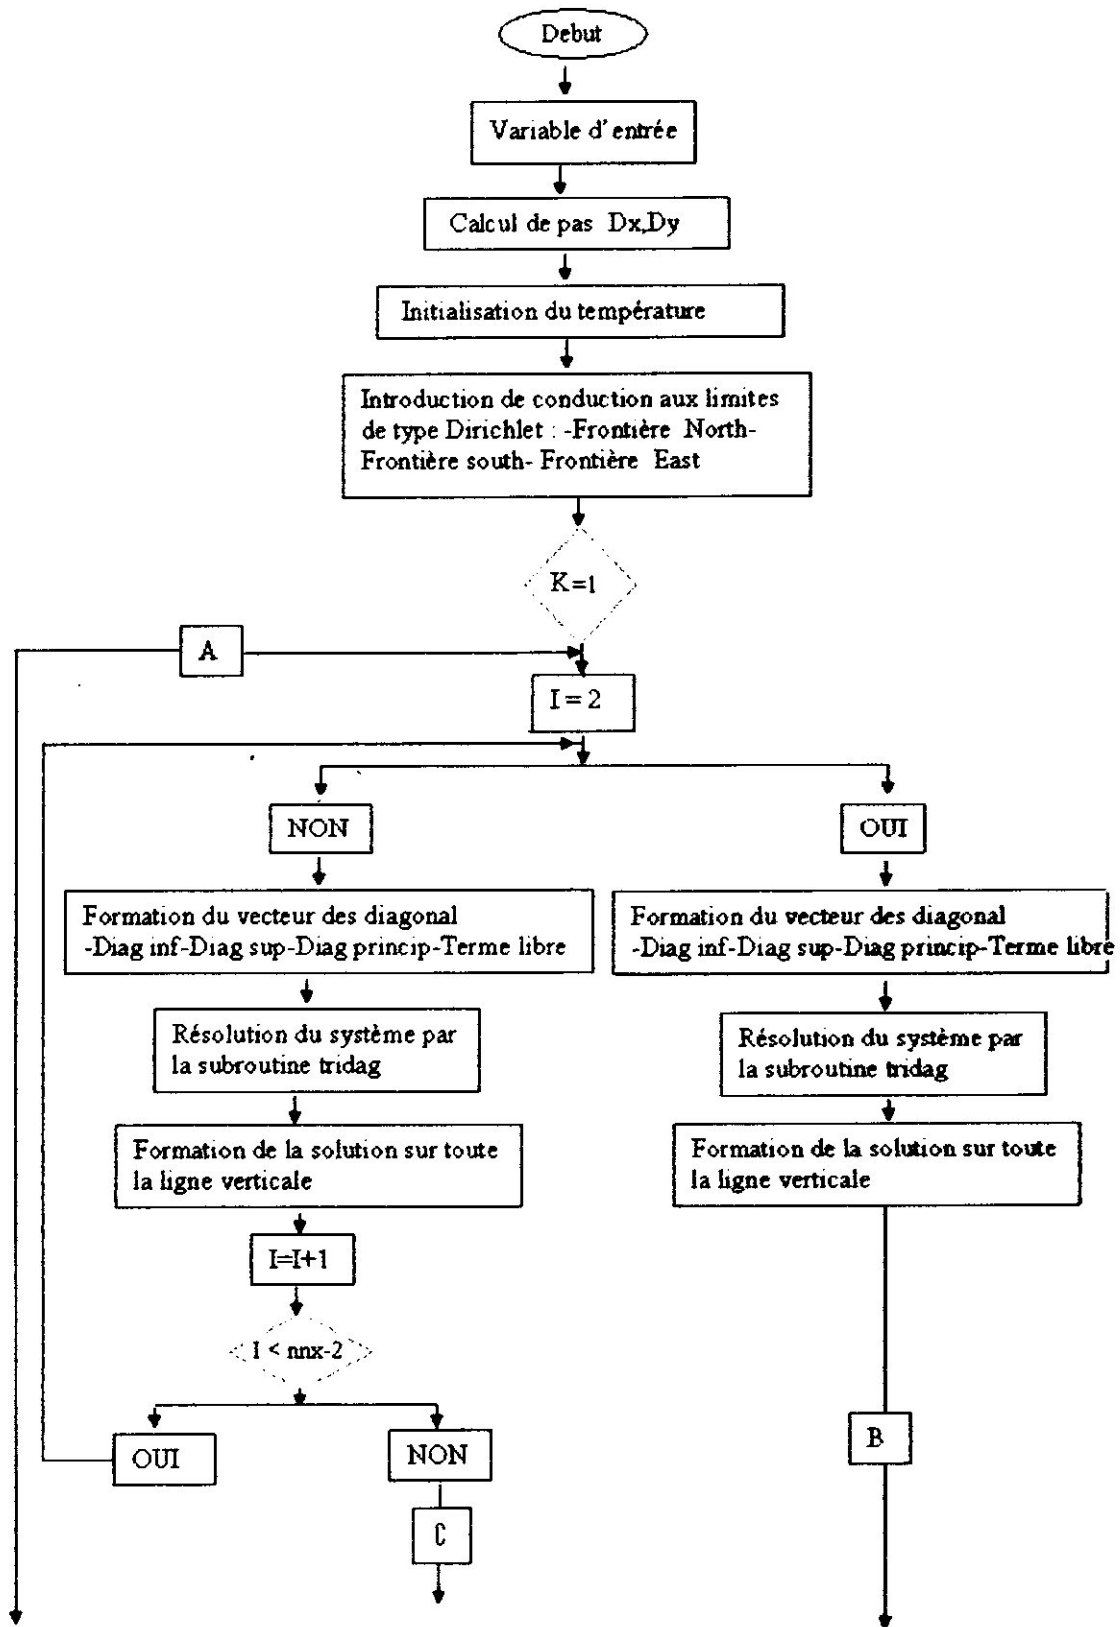 Debut
Variable d'entrée
Calcul de pas Dx,Dy
Initialisation du température
Introduction de conduction aux limites
de type Dirichlet : -Frontière North-
Frontière south- Frontière East
K=1
A
I = 2
NON
OUI
Formation du vecteur des diagonal
-Diag inf-Diag sup-Diag princip-Terme libre
Formation du vecteur des diagonal
-Diag inf-Diag sup-Diag princip-Terme libre
Résolution du système par
la subroutine tridag
Résolution du système par
la subroutine tridag
Formation de la solution sur toute
la ligne verticale
Formation de la solution sur toute
la ligne verticale
I=I+1
I < nnx-2
OUI
NON
B
C